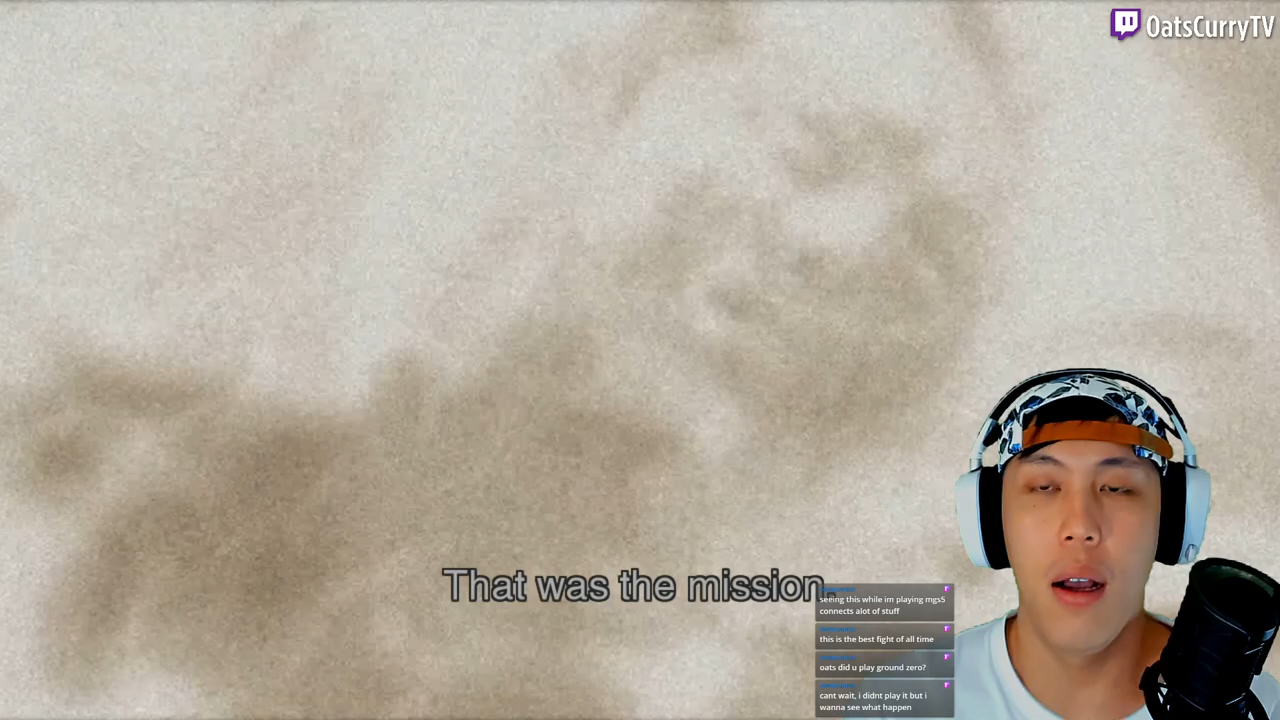 OatsCurryTV
That was the mission.
seeing this while im playing mgs5
connects alot of stuff
this is the best fight of all time
oats did u play ground zero?
cant wait, i didnt play it but i
wanna see what happen